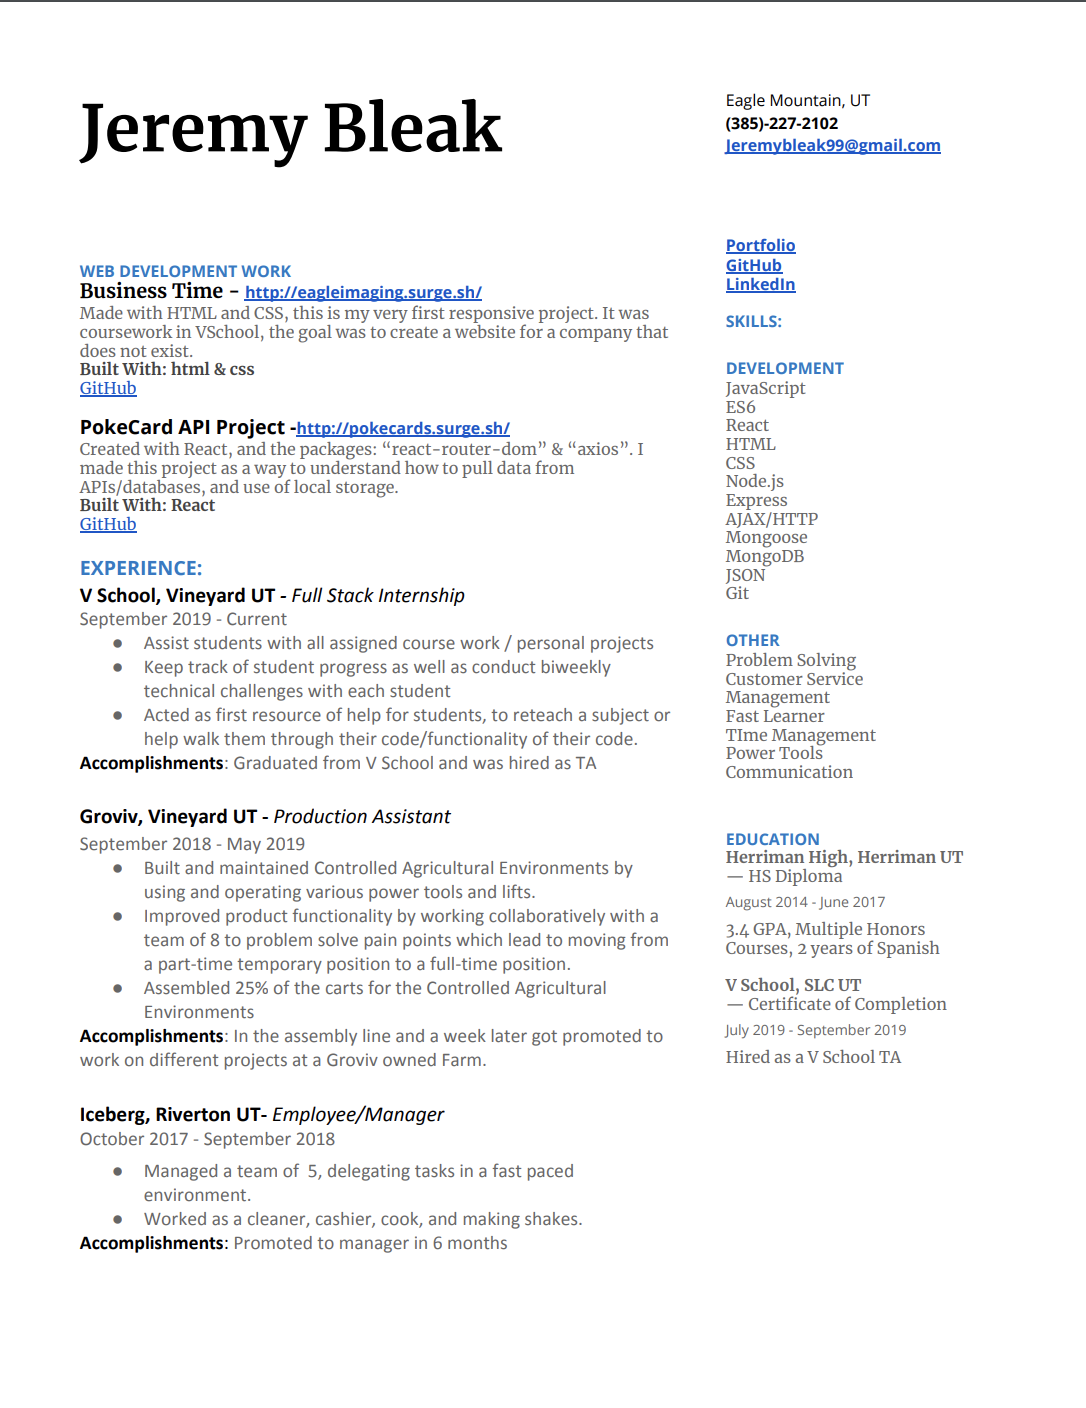 Jeremy Bleak
Eagle Mountain, UT
(385)-227-2102
Jeremybleak99@gmail.com
WEB DEVELOPMENT WORK
Business Time - http://eagleimaging.surge.sh/
Made with HTML and CSS, this is my very first responsive project. It was
coursework in VSchool, the goal was to create a website for a company that
does not exist.
Built With: html & css
GitHub
PokeCard API Project -http://pokecards.surge.sh/
Created with React, and the packages: “react-router-dom” & “axios”. I
made this project as a way to understand how to pull data from
APIs/databases, and use of local storage.
Built With: React
GitHub
EXPERIENCE:
V School, Vineyard UT - Full Stack Internship
September 2019 - Current
● Assist students with all assigned course work / personal projects
● Keep track of student progress as well as conduct biweekly
technical challenges with each student
● Acted as first resource of help for students, to reteach a subject or
help walk them through their code/functionality of their code.
Accomplishments: Graduated from V School and was hired as TA
Groviv, Vineyard UT - Production Assistant
September 2018 - May 2019
● Built and maintained Controlled Agricultural Environments by
using and operating various power tools and lifts.
● Improved product functionality by working collaboratively with a
team of 8 to problem solve pain points which lead to moving from
a part-time temporary position to a full-time position.
● Assembled 25% of the carts for the Controlled Agricultural
Environments
Accomplishments: In the assembly line and a week later got promoted to
work on different projects at a Groviv owned Farm.
Iceberg, Riverton UT- Employee/Manager
October 2017 - September 2018
● Managed a team of  5, delegating tasks in a fast paced
environment.
● Worked as a cleaner, cashier, cook, and making shakes.
Accomplishments: Promoted to manager in 6 months
Portfolio
GitHub
LinkedIn
SKILLS:
DEVELOPMENT
JavaScript
ES6
React
HTML
CSS
Node.js
Express
AJAX/HTTP
Mongoose
MongoDB
JSON
Git
OTHER
Problem Solving
Customer Service
Management
Fast Learner
TIme Management
Power Tools
Communication
EDUCATION
Herriman High, Herriman UT
— HS Diploma
August 2014 - June 2017
3.4 GPA, Multiple Honors
Courses, 2 years of Spanish
V School, SLC UT
— Certificate of Completion
July 2019 - September 2019
Hired as a V School TA